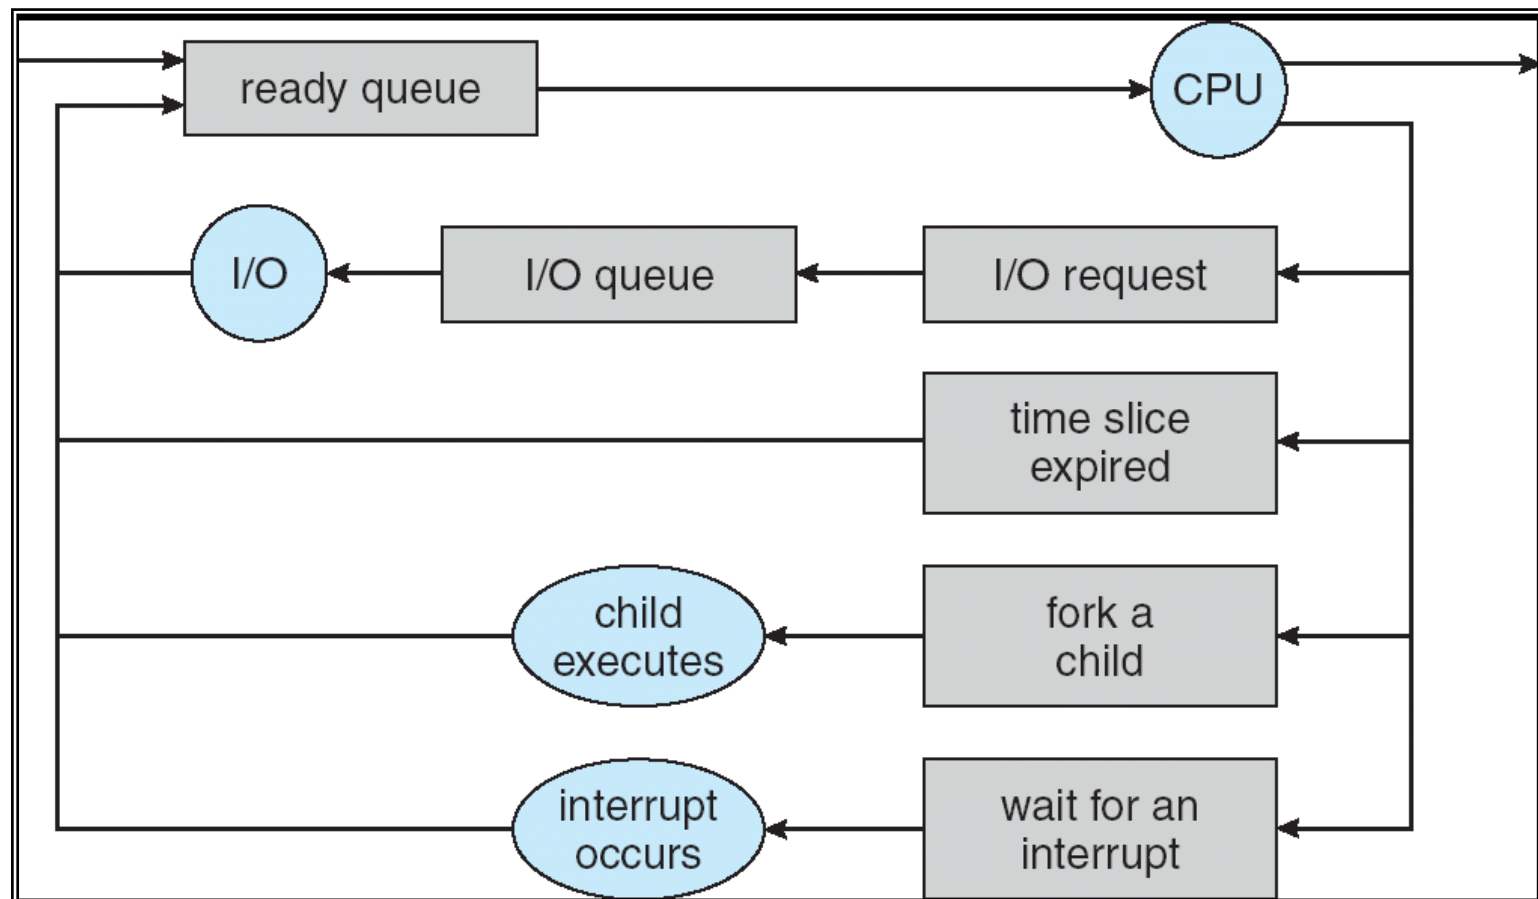 ready queue
CPU
I/O
I/O queue
I/O request
time slice
expired
child
executes
fork a
child
interrupt
occurs
wait for an
interrupt